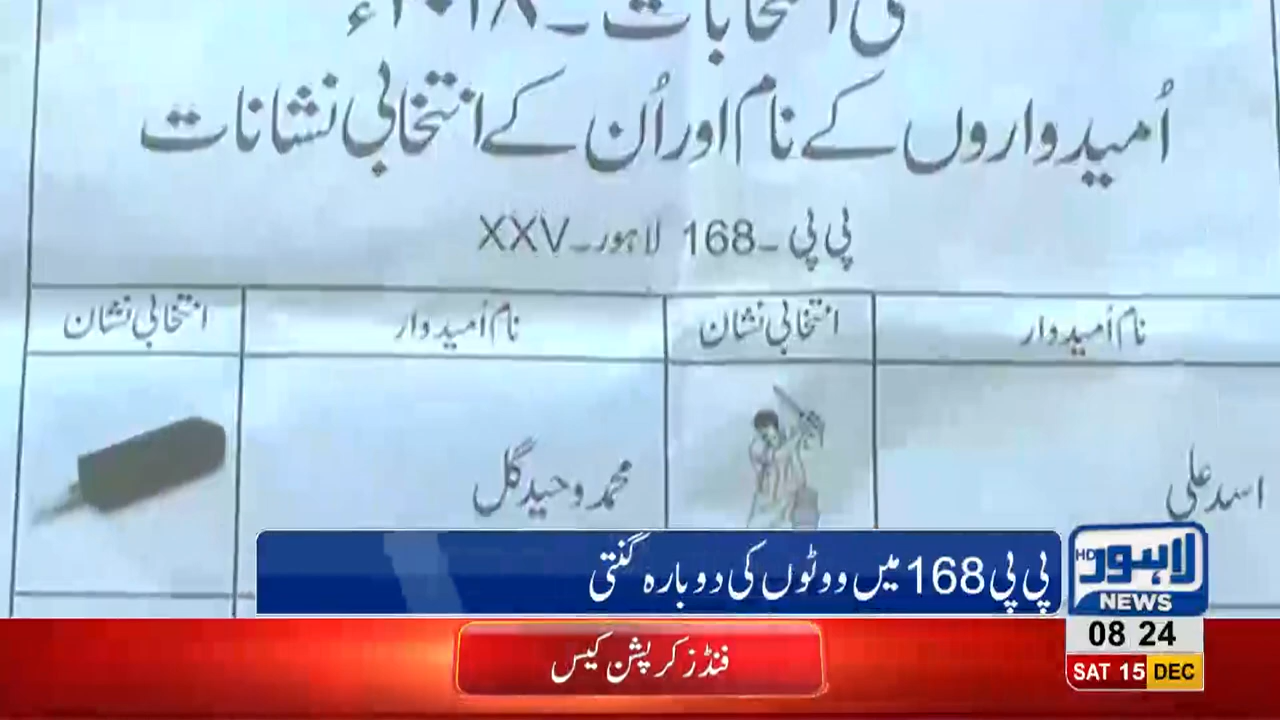 انتخابات۔۲۰۱۸ء
اُمیدواروں کے نام اور اُن کے انتخابی نشانات
پی پی ۔168 لاہور۔XXV
نام اُمیدوار
انتخابی نشان
نام اُمیدوار
انتخابی نشان
اسد علی
محمد وحید گل
پی پی 168 میں ووٹوں کی دوبارہ گنتی
لاہور HD
NEWS
08 24
SAT 15 DEC
فنڈز کرپشن کیس